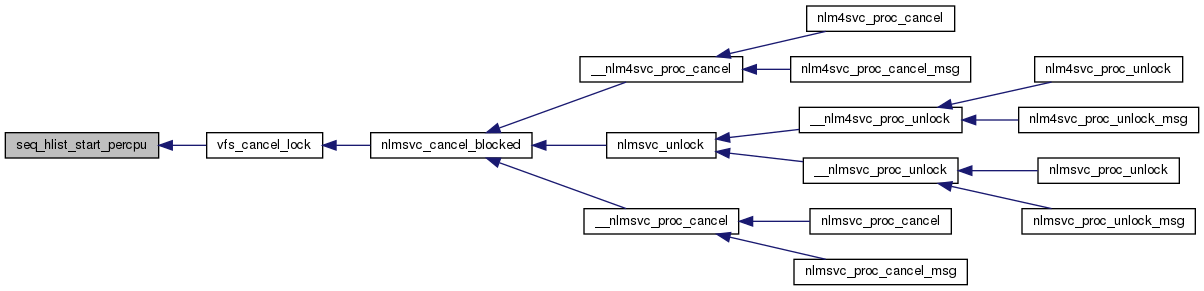 nlm4svc_proc_cancel
__nlm4svc_proc_cancel
nlm4svc_proc_cancel_msg
nlm4svc_proc_unlock
__nlm4svc_proc_unlock
nlm4svc_proc_unlock_msg
seq_hlist_start_percpu
vfs_cancel_lock
nlmsvc_cancel_blocked
nlmsvc_unlock
__nlmsvc_proc_unlock
nlmsvc_proc_unlock
nlmsvc_proc_unlock_msg
__nlmsvc_proc_cancel
nlmsvc_proc_cancel
nlmsvc_proc_cancel_msg